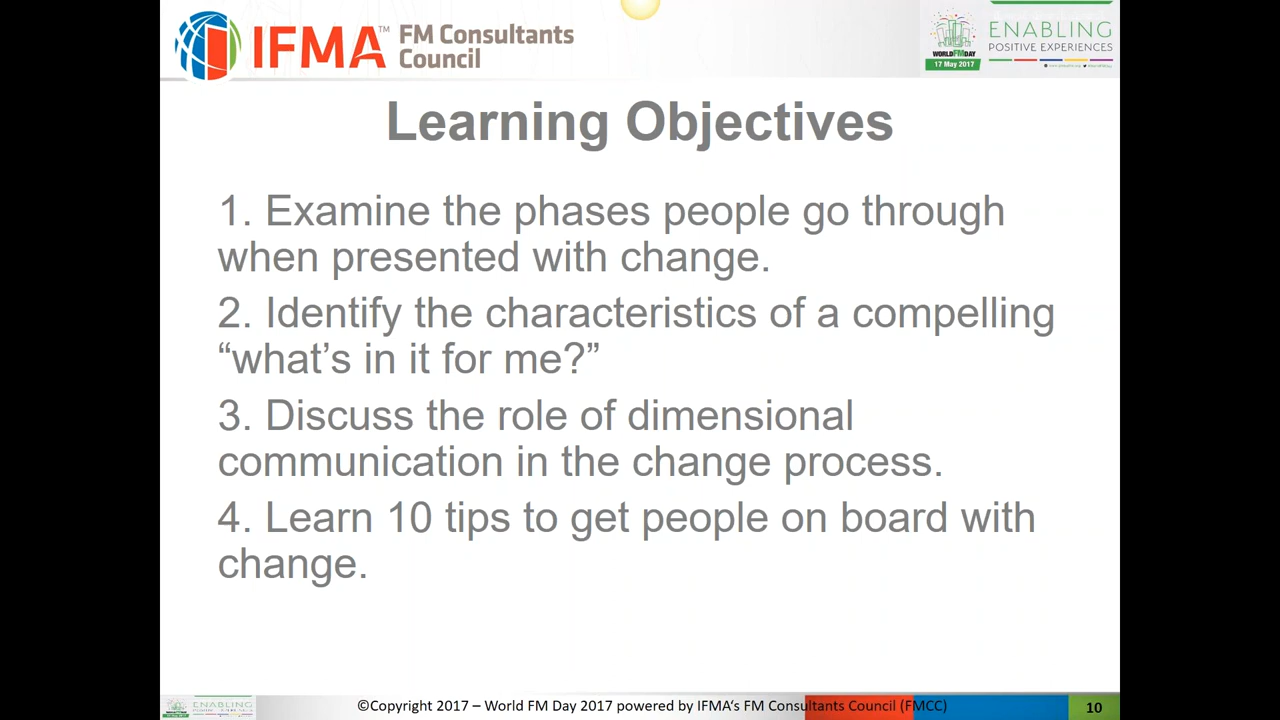 IFMA™ FM Consultants
Council
WORLD FM DAY
17 May 2017
ENABLING
POSITIVE EXPERIENCES
Learning Objectives
1. Examine the phases people go through
when presented with change.
2. Identify the characteristics of a compelling
“what’s in it for me?”
3. Discuss the role of dimensional
communication in the change process.
4. Learn 10 tips to get people on board with
change.
ENABLING
©Copyright 2017 – World FM Day 2017 powered by IFMA‘s FM Consultants Council (FMCC)
10